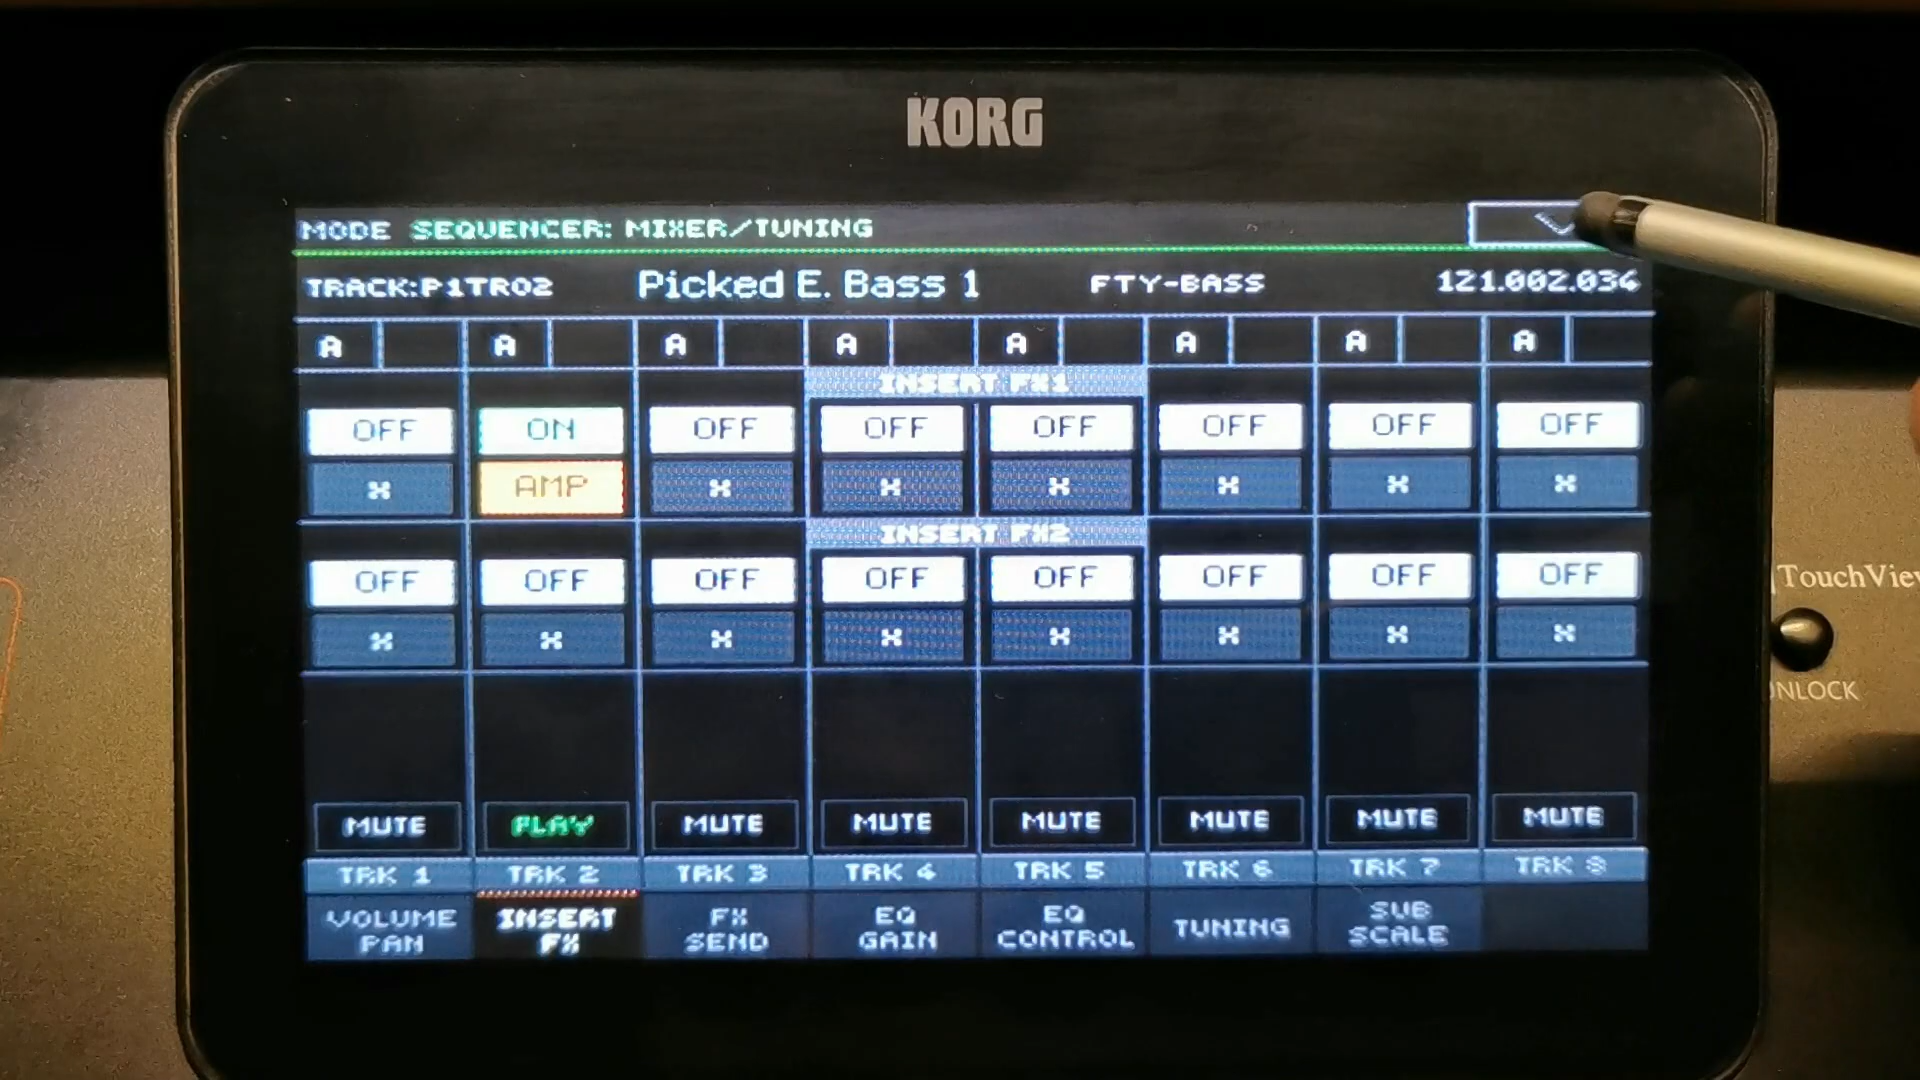 KORG
MODE SEQUENCER: MIXER/TUNING
TRACK:P1TR02 Picked E. Bass 1 FTY-BASS 121.002.034
A A A A A A A A
INSERT FX1
OFF ON OFF OFF OFF OFF OFF OFF
X AMP X X X X X X
INSERT FX2
OFF OFF OFF OFF OFF OFF OFF OFF
X X X X X X X X
TouchView
UNLOCK
MUTE PLAY MUTE MUTE MUTE MUTE MUTE MUTE
TRK 1 TRK 2 TRK 3 TRK 4 TRK 5 TRK 6 TRK 7 TRK 8
VOLUME PAN
INSERT FX
FX SEND
EQ GAIN
EQ CONTROL
TUNING
SUB SCALE